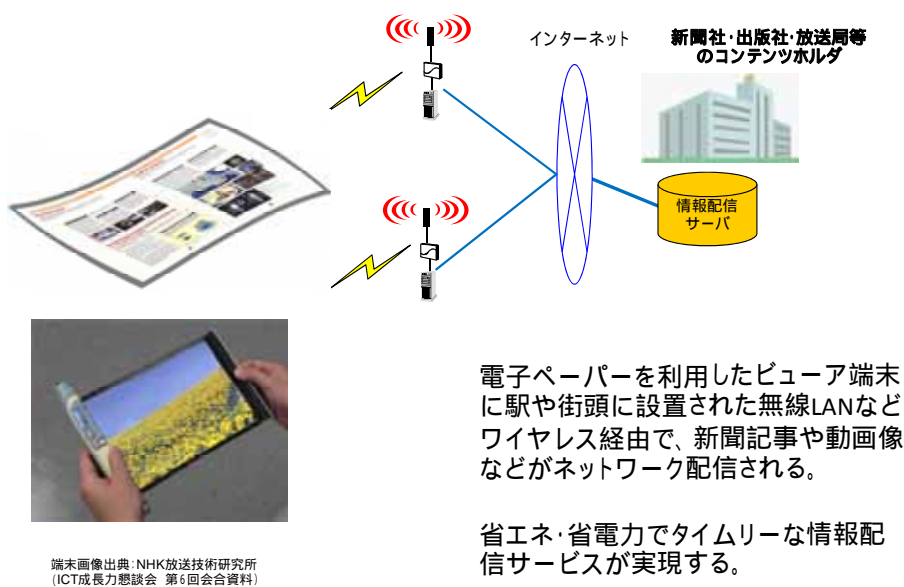 インターネット
新聞社･出版社･放送局等
のコンテンツホルダ
情報配信
サーバ
電子ペーパーを利用したビューア端末
に駅や街頭に設置された無線LANなど
ワイヤレス経由で、新聞記事や動画像
などがネットワーク配信される。
省エネ･省電力でタイムリーな情報配
信サービスが実現する。
端末画像出典:NHK放送技術研究所
(ICT成長力懇談会 第6回会合資料)